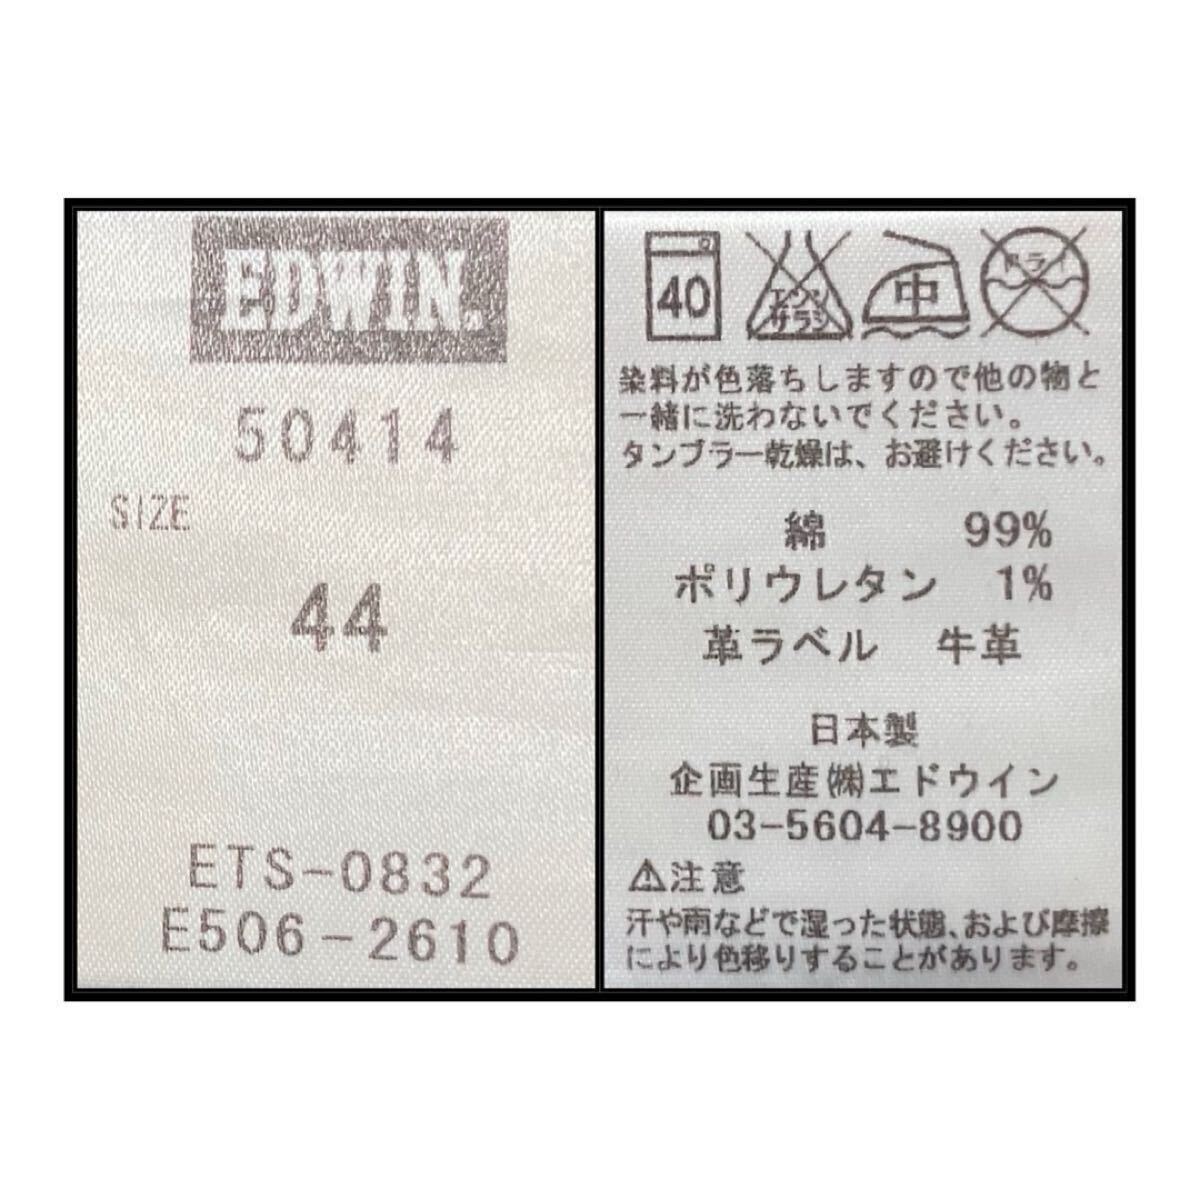 EDWIN.
50414
SIZE
44
ETS-0832
E506-2610
40
エンソ
サラシ
中
ドライ
染料が色落ちしますので他の物と
一緒に洗わないでください。
タンブラー乾燥は、お避けください。
綿 99%
ポリウレタン 1%
革ラベル 牛革
日本製
企画生産㈱エドウイン
03-5604-8900
⚠注意
汗や雨などで湿った状態、および摩擦
により色移りすることがあります。